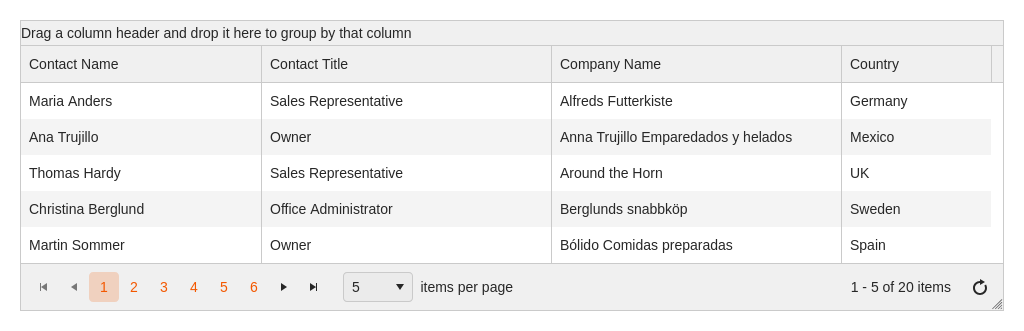 Drag a column header and drop it here to group by that column
Contact Name Contact Title Company Name Country
Maria Anders Sales Representative Alfreds Futterkiste Germany
Ana Trujillo Owner Anna Trujillo Emparedados y helados Mexico
Thomas Hardy Sales Representative Around the Horn UK
Christina Berglund Office Administrator Berglunds snabbköp Sweden
Martin Sommer Owner Bólido Comidas preparadas Spain
1 2 3 4 5 6 5 items per page 1 - 5 of 20 items